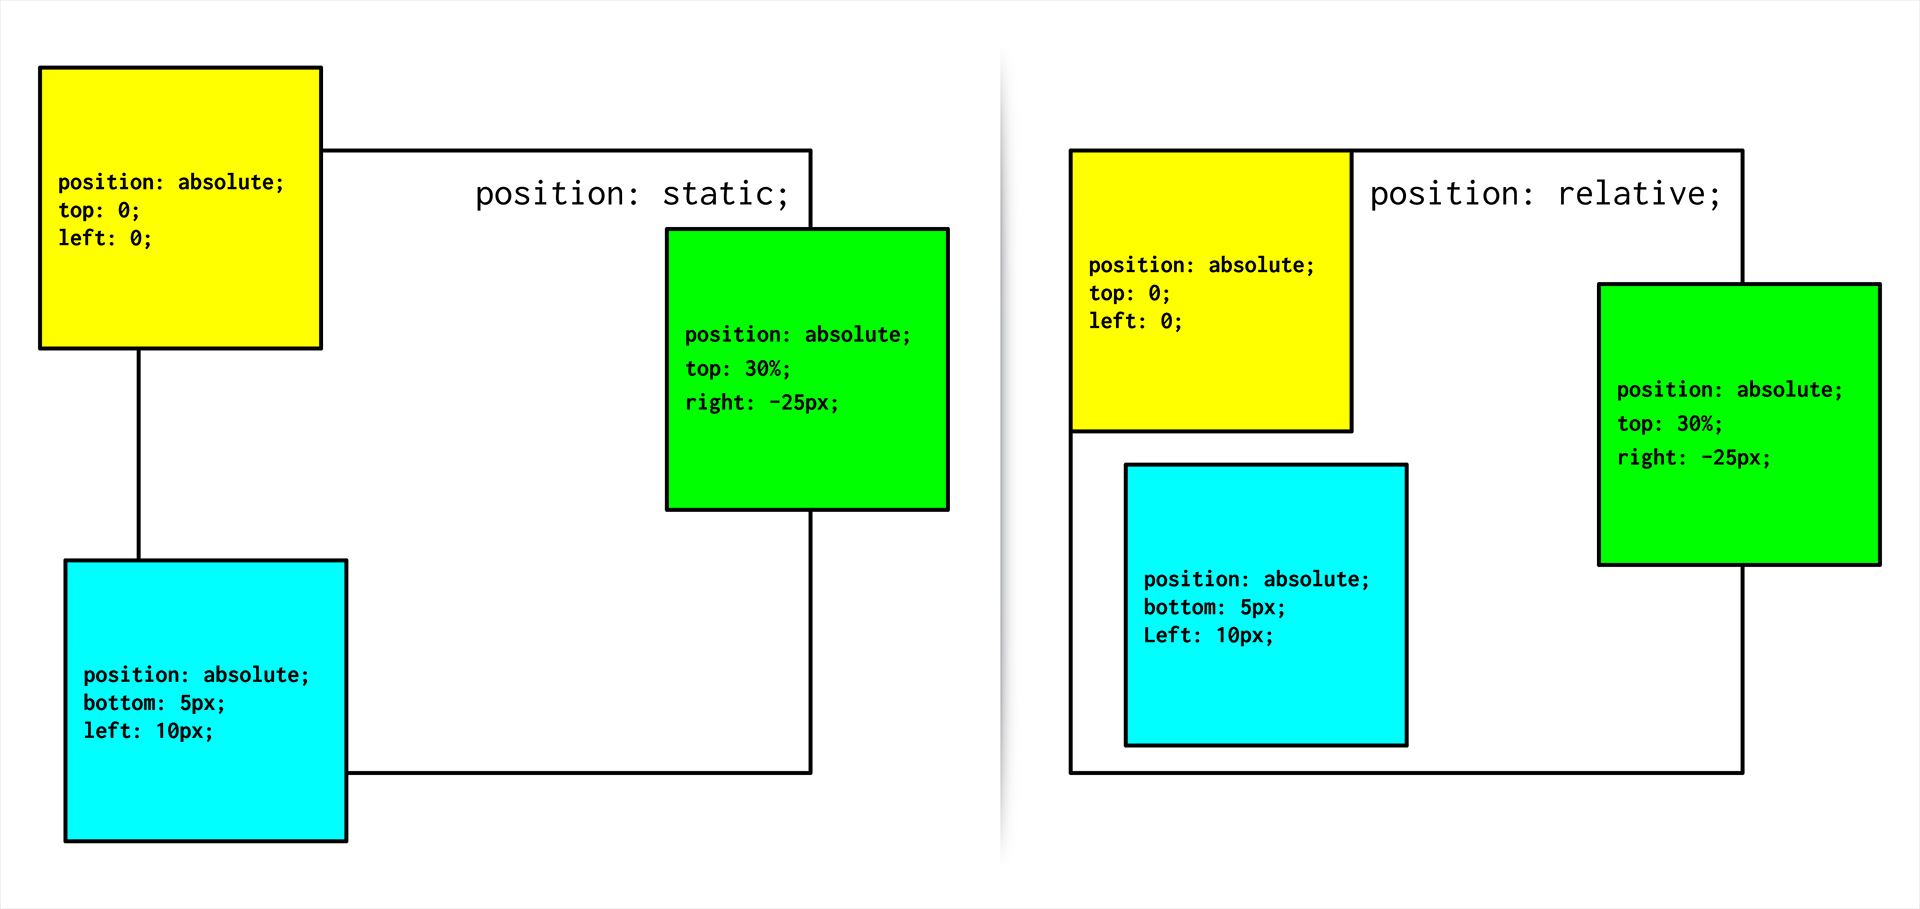 position: absolute;
top: 0;
left: 0;
position: static;
position: absolute;
top: 30%;
right: -25px;
position: absolute;
bottom: 5px;
left: 10px;
position: relative;
position: absolute;
top: 0;
left: 0;
position: absolute;
top: 30%;
right: -25px;
position: absolute;
bottom: 5px;
Left: 10px;